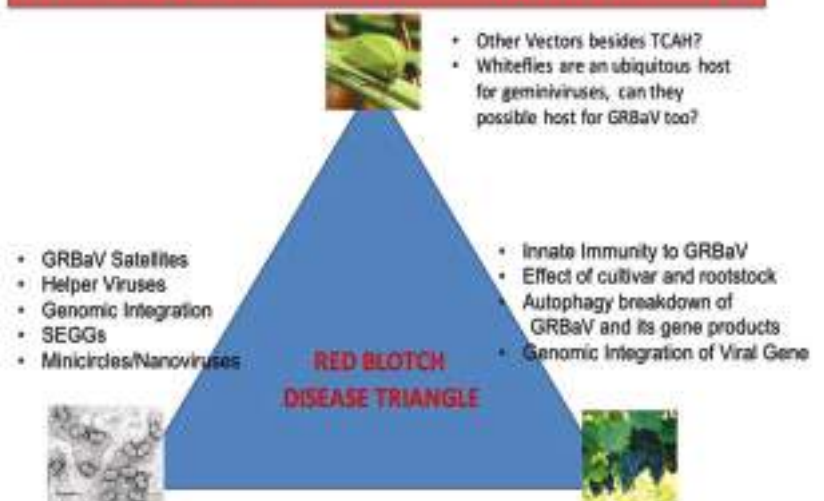 • Other Vectors besides TCAH?
• Whiteflies are an ubiquitous host
for geminiviruses, can they
possible host for GRBaV too?
• GRBaV Satellites
• Helper Viruses
• Genomic Integration
• SEGGs
• Minicircles/Nanoviruses
• Innate Immunity to GRBaV
• Effect of cultivar and rootstock
• Autophagy breakdown of
GRBaV and its gene products
• Genomic Integration of Viral Gene
RED BLOTCH
DISEASE TRIANGLE